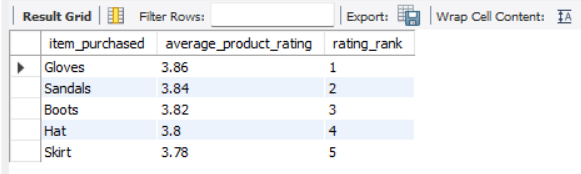 Result Grid Filter Rows: Export: Wrap Cell Content:
item_purchased average_product_rating rating_rank
Gloves 3.86 1
Sandals 3.84 2
Boots 3.82 3
Hat 3.8 4
Skirt 3.78 5